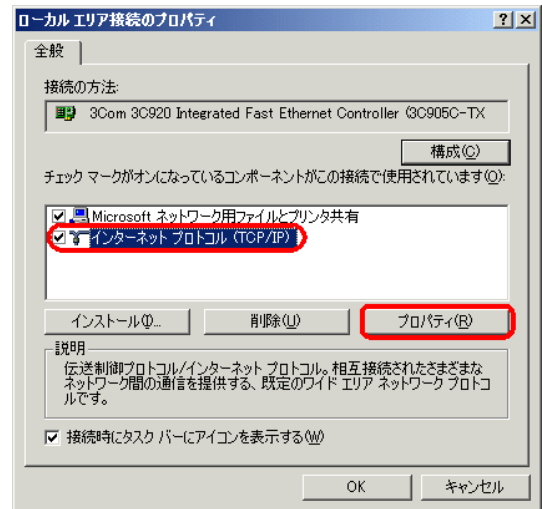 ローカル エリア接続のプロパティ
全般
接続の方法:
3Com 3C920 Integrated Fast Ethernet Controller (3C905C-TX
構成(C)
チェック マークがオンになっているコンポーネントがこの接続で使用されています(O):
Microsoft ネットワーク用ファイルとプリンタ共有
インターネット プロトコル (TCP/IP)
インストール(I)...
削除(U)
プロパティ(R)
説明
伝送制御プロトコル/インターネット プロトコル。相互接続されたさまざまな
ネットワーク間の通信を提供する、既定のワイド エリア ネットワーク プロトコ
ルです。
接続時にタスク バーにアイコンを表示する(W)
OK
キャンセル